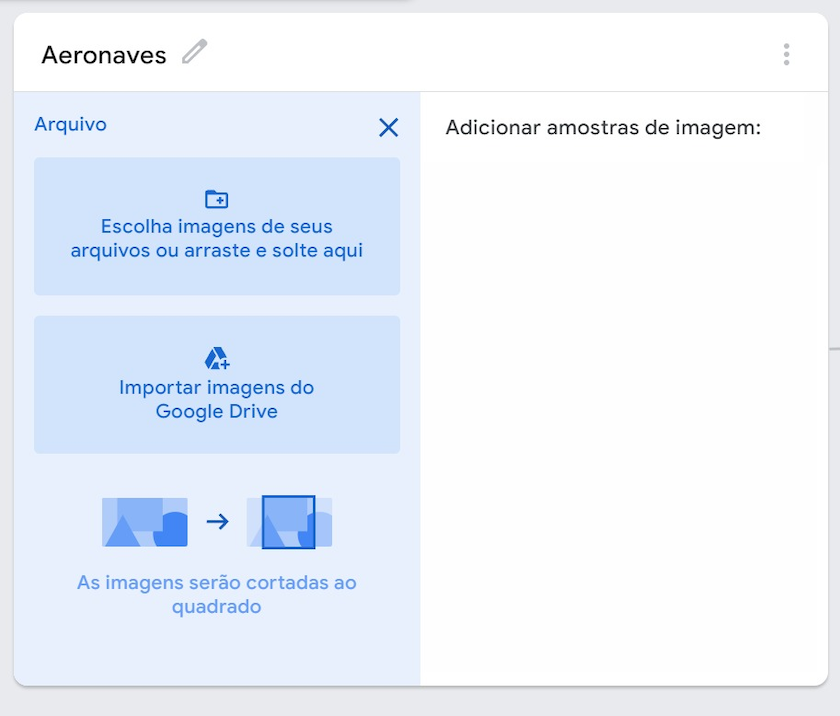 Aeronaves
Arquivo
Adicionar amostras de imagem:
Escolha imagens de seus
arquivos ou arraste e solte aqui
Importar imagens do
Google Drive
As imagens serão cortadas ao
quadrado